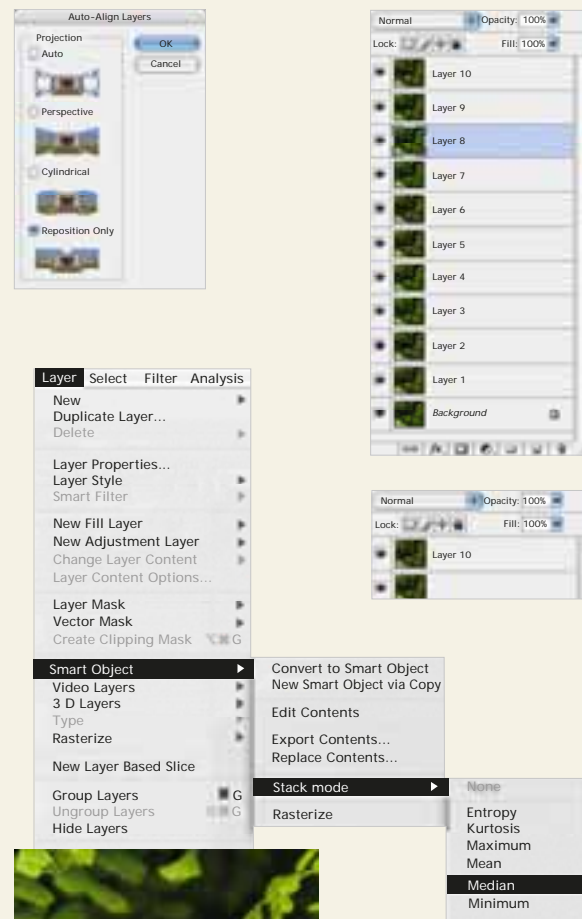 Auto-Align Layers
Projection
Auto
Perspective
Cylindrical
Reposition Only
OK
Cancel
Normal
Opacity: 100%
Lock:
Fill: 100%
Layer 10
Layer 9
Layer 8
Layer 7
Layer 6
Layer 5
Layer 4
Layer 3
Layer 2
Layer 1
Background
Normal
Opacity: 100%
Lock:
Fill: 100%
Layer 10
Layer Select Filter Analysis
New
Duplicate Layer...
Delete
Layer Properties...
Layer Style
Smart Filter
New Fill Layer
New Adjustment Layer
Change Layer Content
Layer Content Options...
Layer Mask
Vector Mask
Create Clipping Mask ⌥⌘G
Smart Object
Video Layers
3 D Layers
Type
Rasterize
New Layer Based Slice
Group Layers G
Ungroup Layers G
Hide Layers
Convert to Smart Object
New Smart Object via Copy
Edit Contents
Export Contents...
Replace Contents...
Stack mode
Rasterize
None
Entropy
Kurtosis
Maximum
Mean
Median
Minimum